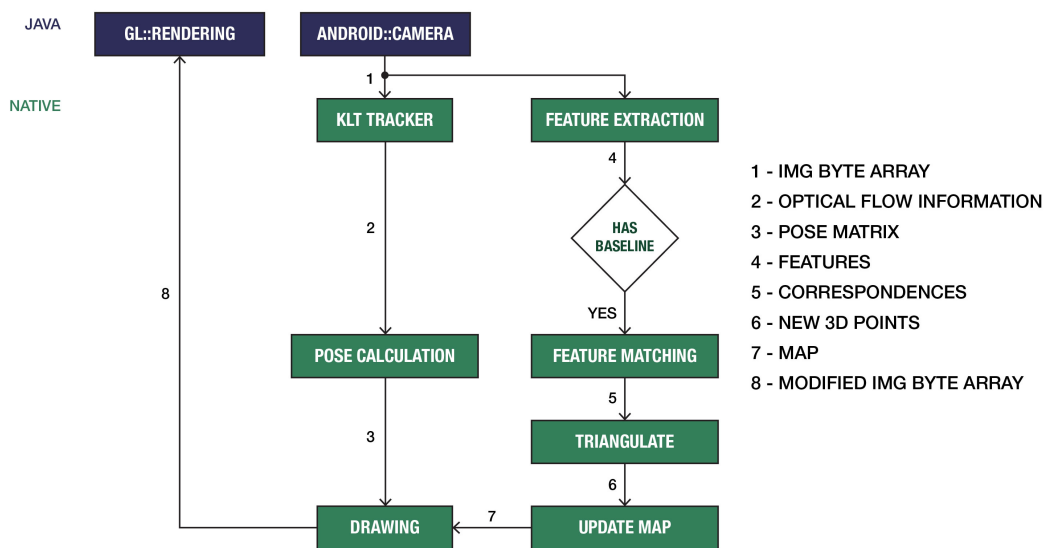 JAVA
GL::RENDERING
ANDROID::CAMERA
1
NATIVE
KLT TRACKER
FEATURE EXTRACTION
4
1 - IMG BYTE ARRAY
2 - OPTICAL FLOW INFORMATION
3 - POSE MATRIX
4 - FEATURES
5 - CORRESPONDENCES
6 - NEW 3D POINTS
7 - MAP
8 - MODIFIED IMG BYTE ARRAY
2
HAS
BASELINE
8
YES
POSE CALCULATION
FEATURE MATCHING
5
3
TRIANGULATE
6
DRAWING
7
UPDATE MAP